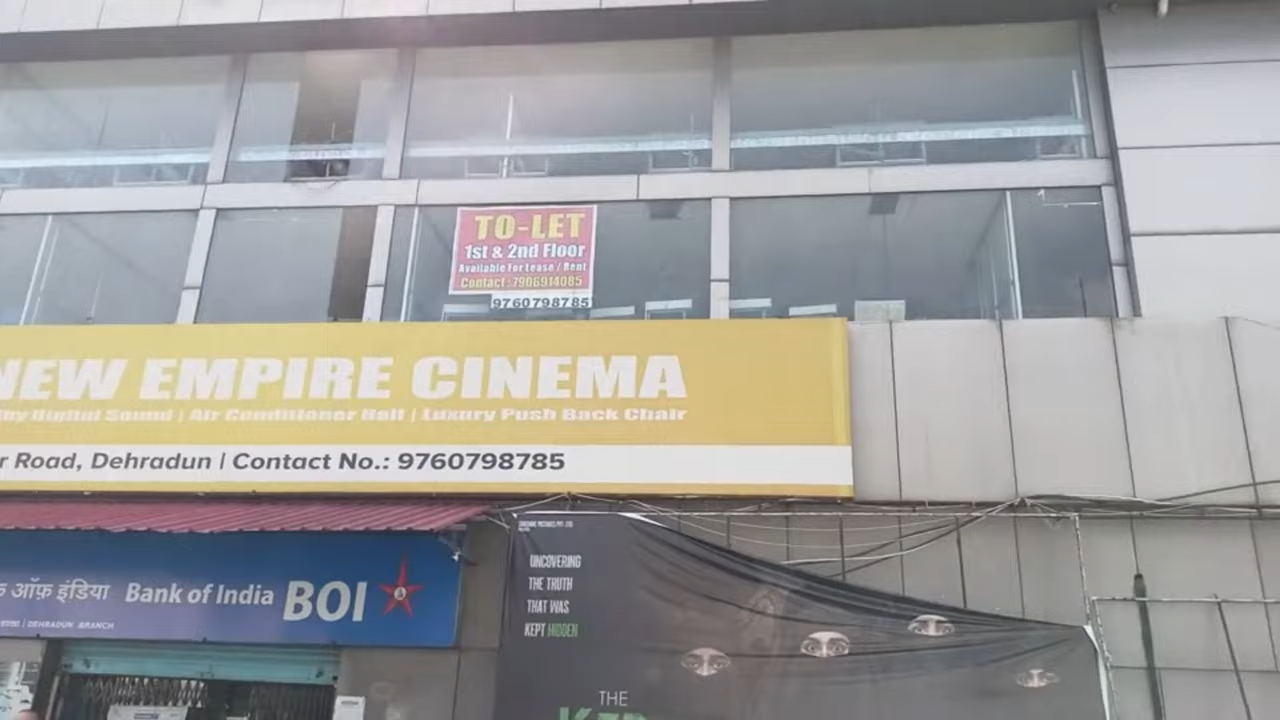 TO-LET
1st & 2nd Floor
Available For Lease / Rent
Contact : 7906914085
9760798785
NEW EMPIRE CINEMA
Digital Sound | Air Conditioner Hall | Luxury Push Back Chair
Road, Dehradun | Contact No.: 9760798785
ऑफ़ इंडिया Bank of India BOI
DEHRADUN BRANCH
UNCOVERING
THE TRUTH
THAT WAS
KEPT HIDDEN
THE